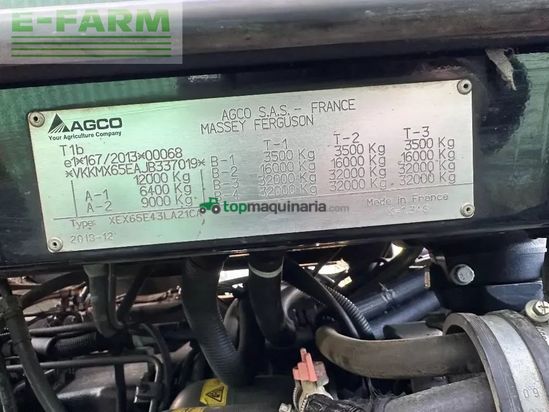 E-FARM
AGCO
Your Agriculture Company
AGCO S.A.S. - FRANCE
MASSEY FERGUSON
T1b
e1*167/2013*00068
*VKKMX6SEAJB337019*
12000 Kg
A-1 6400 Kg
A-2 9000 Kg
T-1 T-2 T-3
B-1 3500 Kg 3500 Kg 3500 Kg
B-2 16000 Kg 16000 Kg 16000 Kg
32000 Kg 32000 Kg 32000 Kg
32000 Kg 32000 Kg 32000 Kg
Type: XEX6SE43LA21CA
2013-12
Made in France
topmaquinaria.com